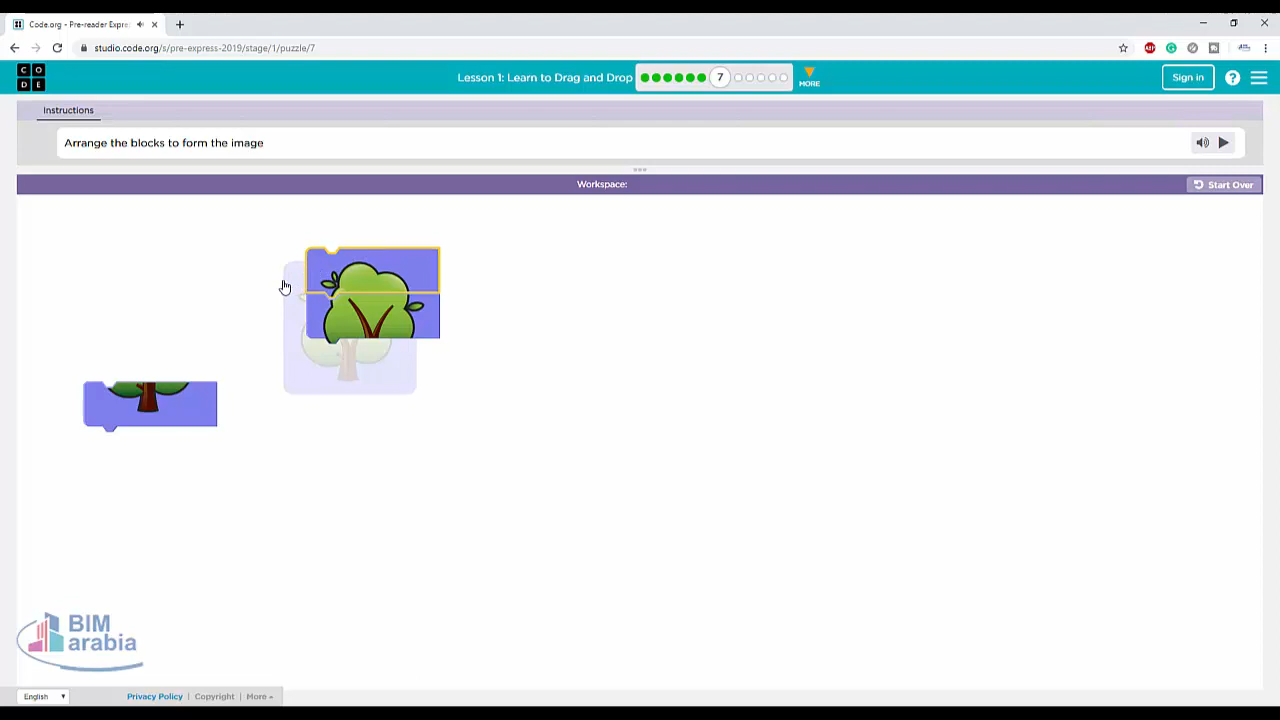 Code.org - Pre-reader Expre
studio.code.org/s/pre-express-2019/stage/1/puzzle/7
ABP
C O
D E
Lesson 1: Learn to Drag and Drop
7
MORE
Sign in
?
Instructions
Arrange the blocks to form the image
Workspace:
Start Over
BIM
arabia
English
Privacy Policy | Copyright | More